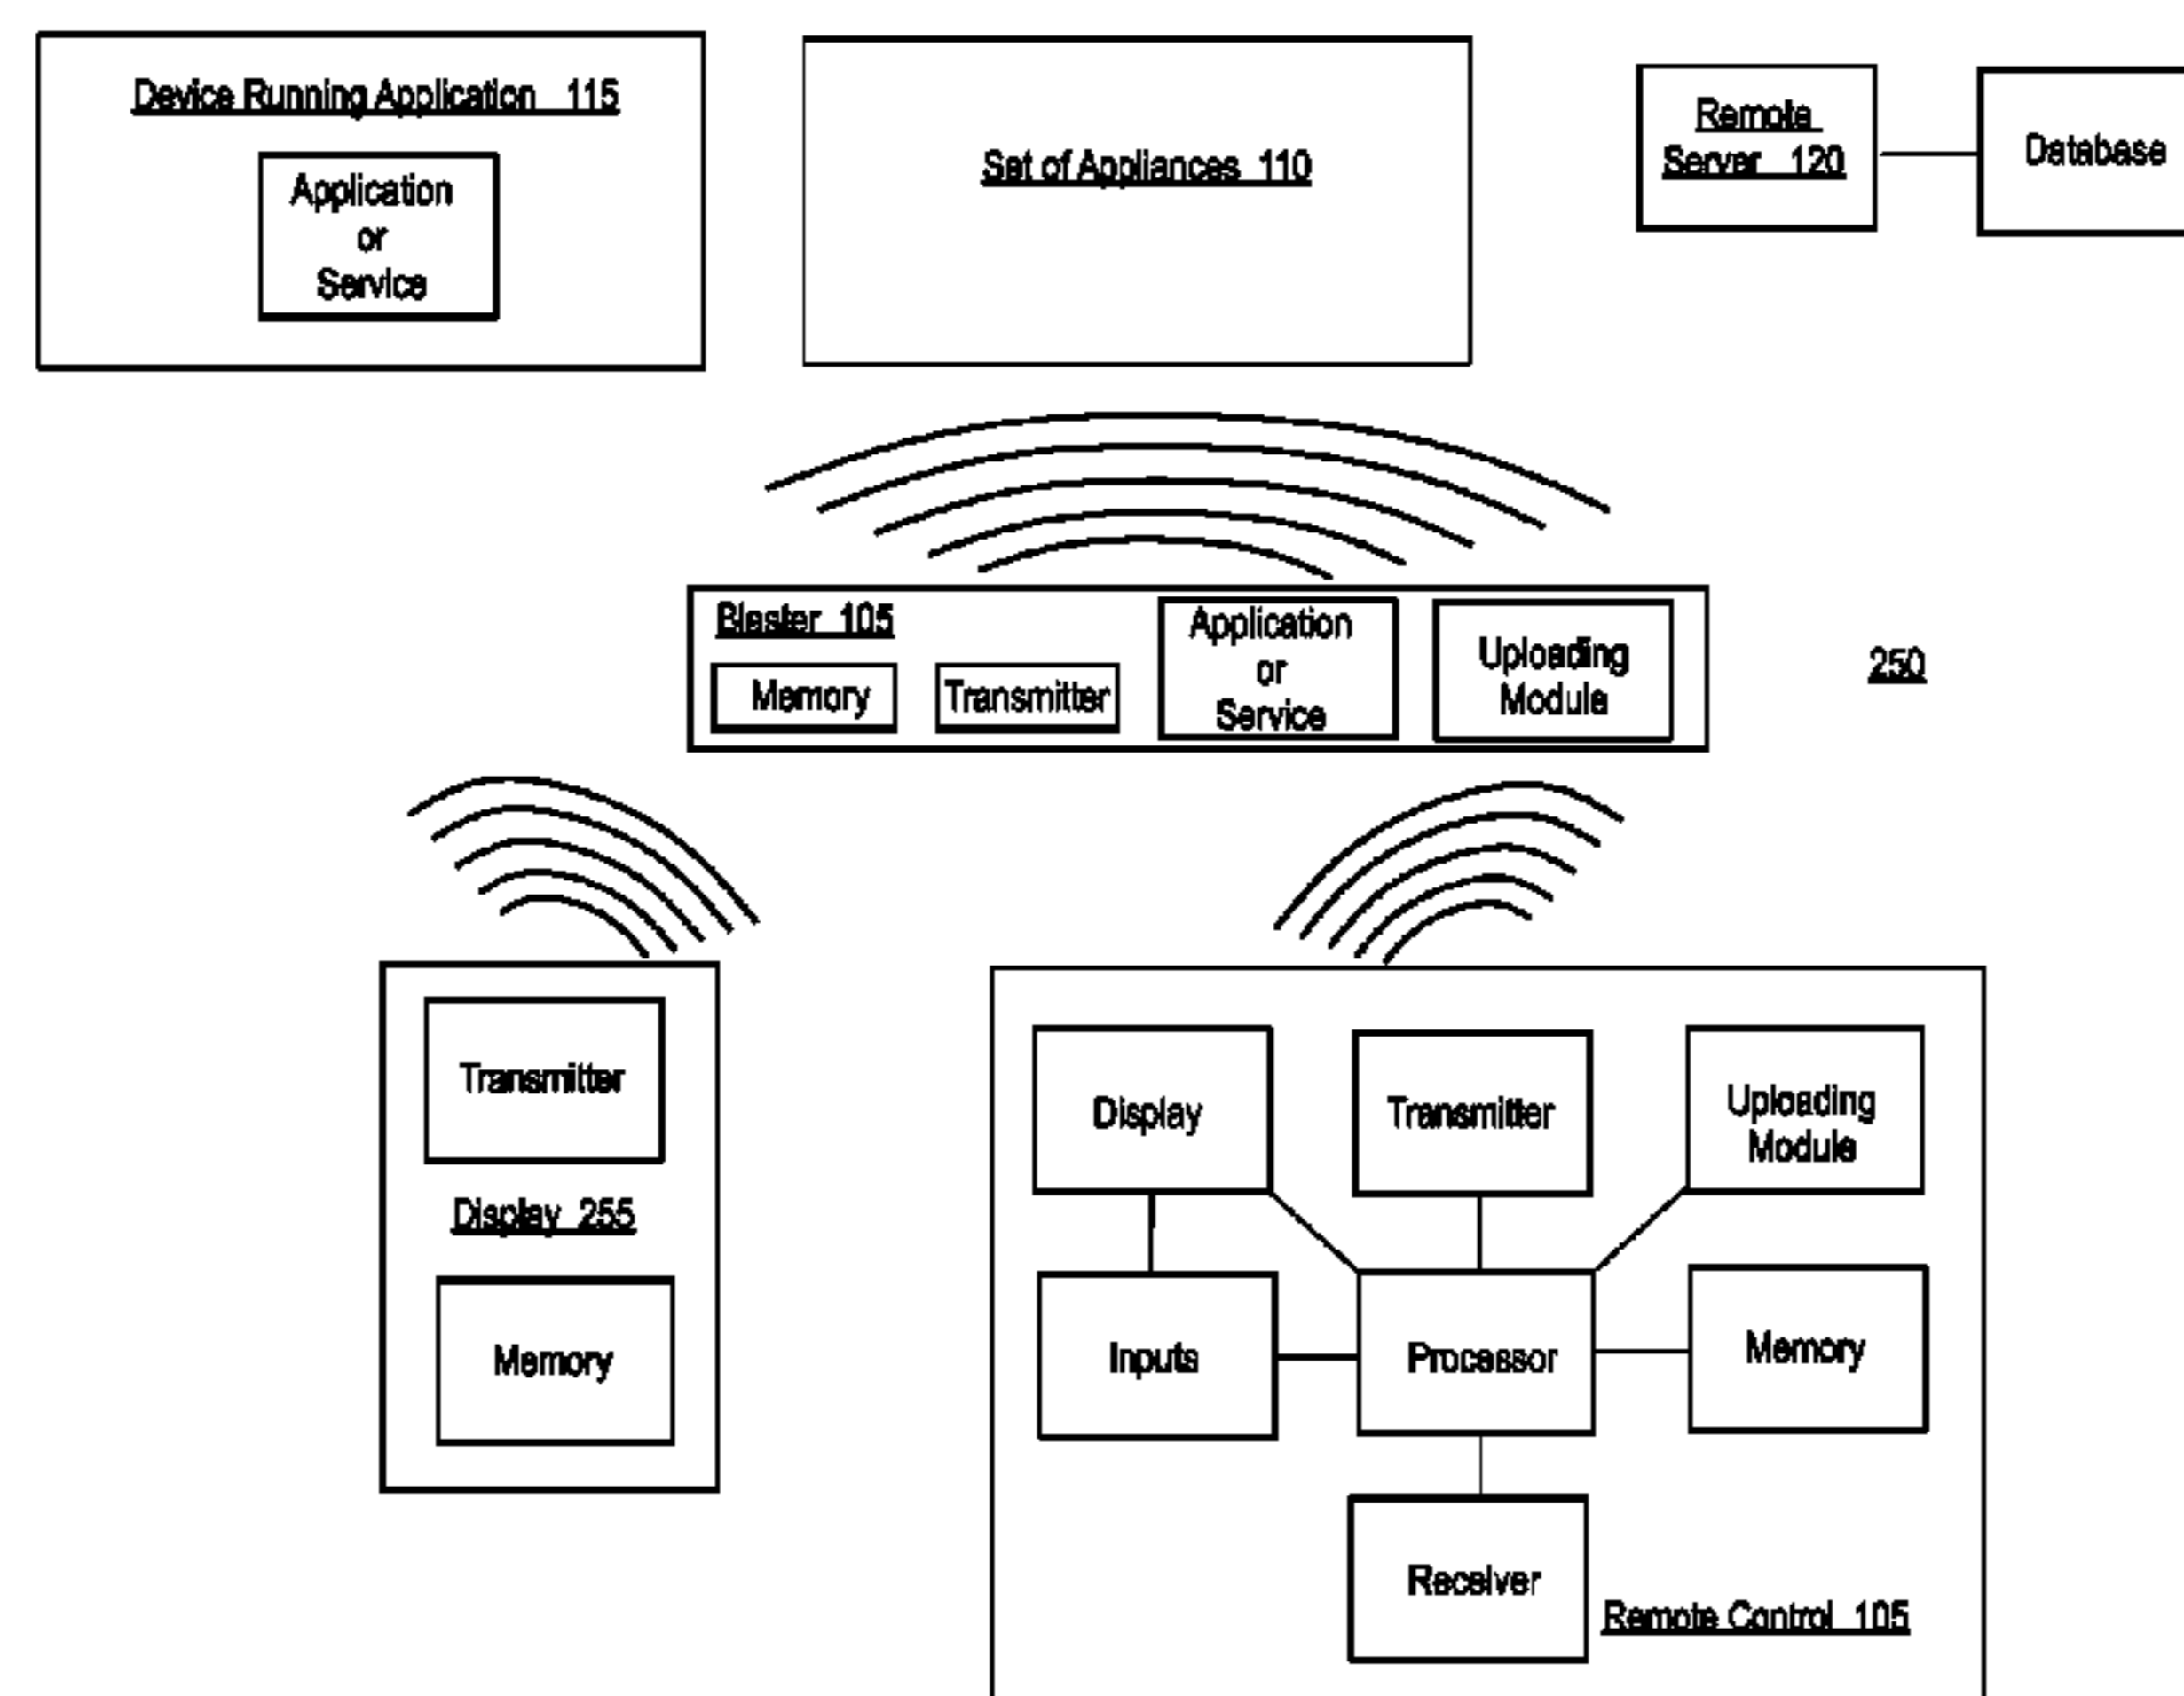 Device Running Application 115
Application
or
Service
Set of Appliances 110
Remote
Server 120
Database
Blaster 105
Memory
Transmitter
Application
or
Service
Uploading
Module
250
Transmitter
Display 255
Memory
Display
Transmitter
Uploading
Module
Inputs
Processor
Memory
Receiver
Remote Control 105